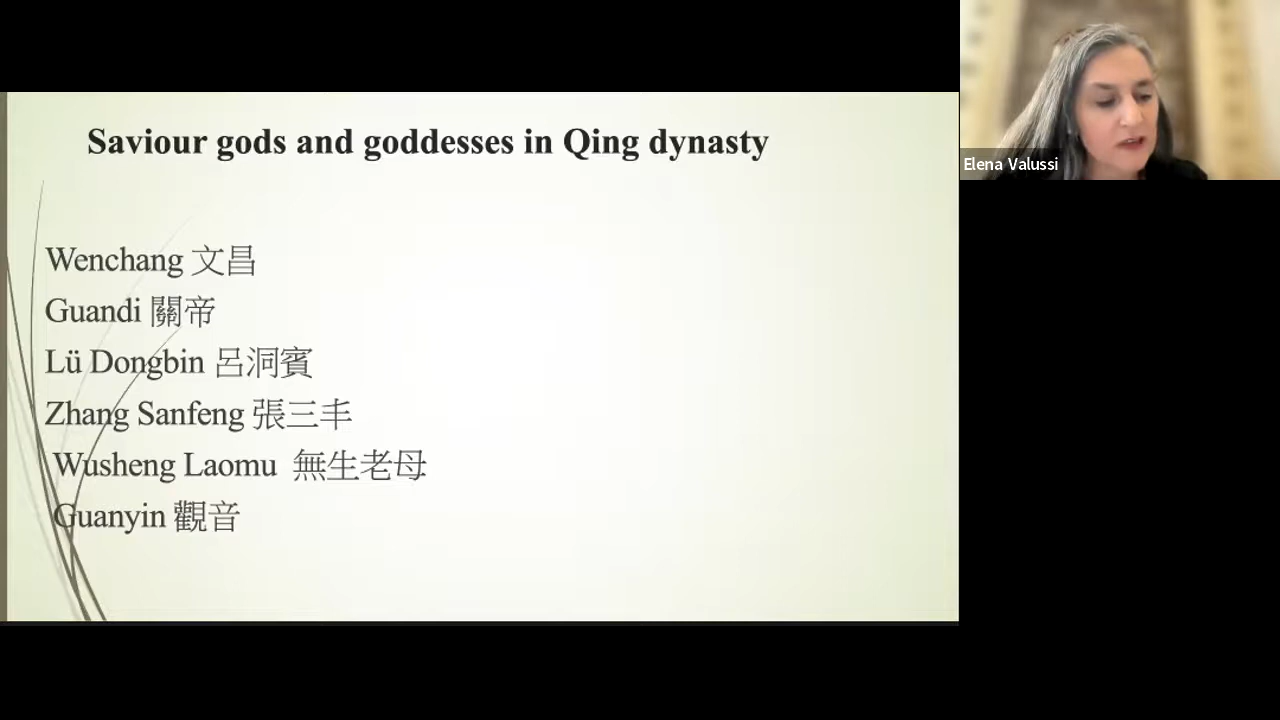 Saviour gods and goddesses in Qing dynasty
Elena Valussi
Wenchang 文昌
Guandi 關帝
Lü Dongbin 呂洞賓
Zhang Sanfeng 張三丰
Wusheng Laomu 無生老母
Guanyin 觀音